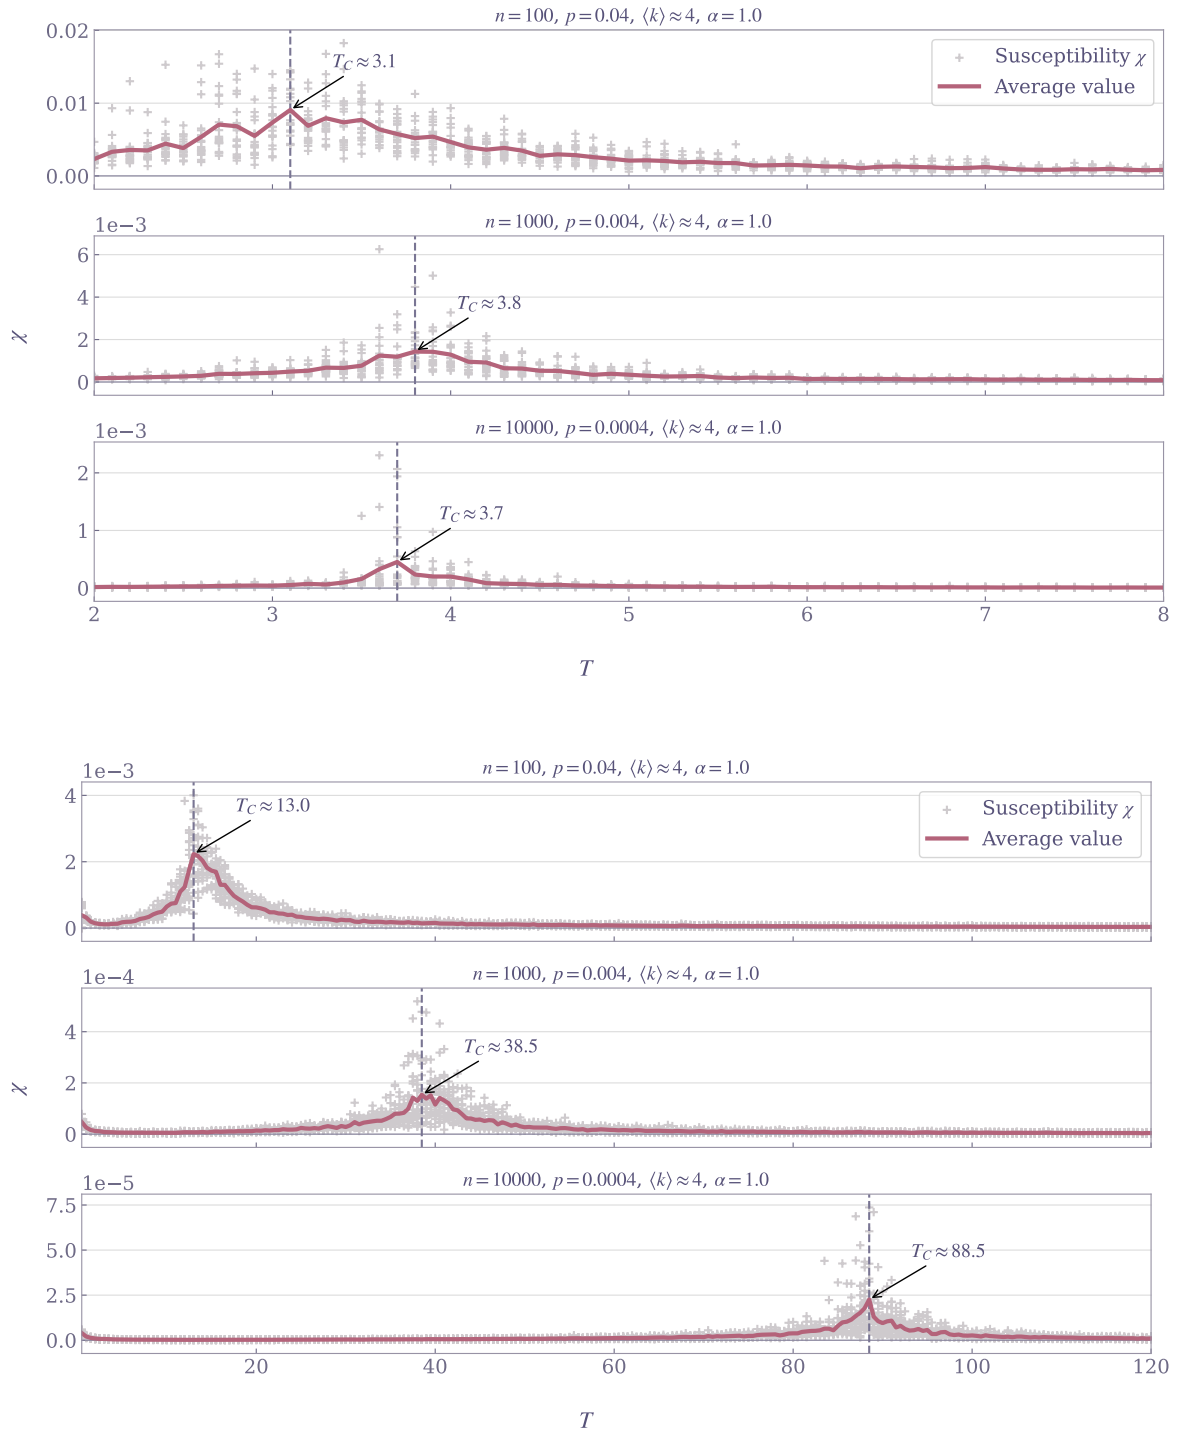 n = 100, p = 0.04, ⟨k⟩ ≈ 4, α = 1.0
0.02
0.01
0.00
T_C ≈ 3.1
Susceptibility χ
Average value
1e−3
n = 1000, p = 0.004, ⟨k⟩ ≈ 4, α = 1.0
6
4
2
0
T_C ≈ 3.8
χ
1e−3
n = 10000, p = 0.0004, ⟨k⟩ ≈ 4, α = 1.0
2
1
0
T_C ≈ 3.7
2 3 4 5 6 7 8
T
1e−3
n = 100, p = 0.04, ⟨k⟩ ≈ 4, α = 1.0
4
2
0
T_C ≈ 13.0
Susceptibility χ
Average value
1e−4
n = 1000, p = 0.004, ⟨k⟩ ≈ 4, α = 1.0
4
2
0
T_C ≈ 38.5
χ
1e−5
n = 10000, p = 0.0004, ⟨k⟩ ≈ 4, α = 1.0
7.5
5.0
2.5
0.0
T_C ≈ 88.5
20 40 60 80 100 120
T